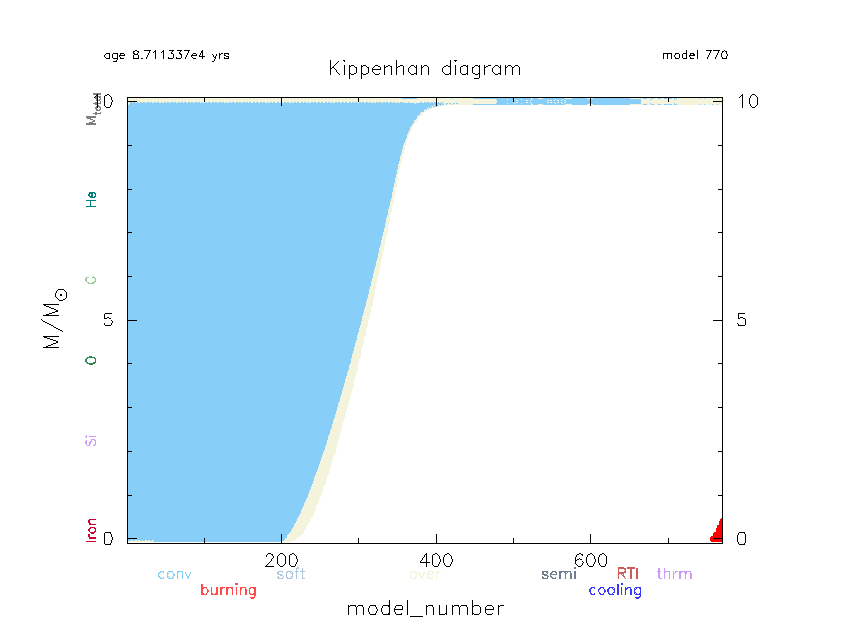 age 8.711337e4 yrs
model 770
Kippenhan diagram
M_total
10
10
He
C
M/M☉
5
5
O
Si
Iron
0
0
200
400
600
conv
soft
over
semi
RTI
thrm
burning
cooling
model_number